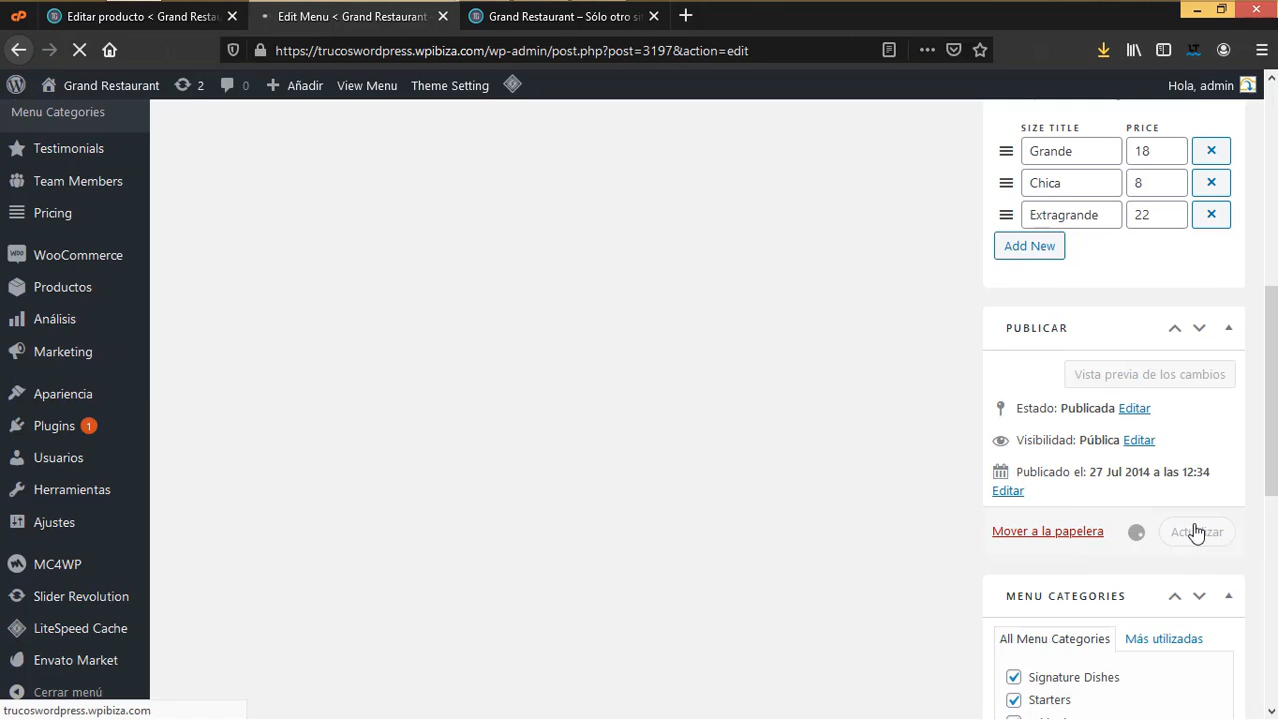 Editar producto < Grand Restau
Edit Menu < Grand Restaurant
Grand Restaurant – Sólo otro si
https://trucoswordpress.wpibiza.com/wp-admin/post.php?post=3197&action=edit
Grand Restaurant 2 0 Añadir View Menu Theme Setting Hola, admin
Menu Categories
Testimonials
Team Members
Pricing
WooCommerce
Productos
Análisis
Marketing
Apariencia
Plugins 1
Usuarios
Herramientas
Ajustes
MC4WP
Slider Revolution
LiteSpeed Cache
Envato Market
Cerrar menú
trucoswordpress.wpibiza.com
SIZE TITLE PRICE
Grande 18
Chica 8
Extragrande 22
Add New
PUBLICAR
Vista previa de los cambios
Estado: Publicada Editar
Visibilidad: Pública Editar
Publicado el: 27 Jul 2014 a las 12:34
Editar
Mover a la papelera Actualizar
MENU CATEGORIES
All Menu Categories Más utilizadas
Signature Dishes
Starters